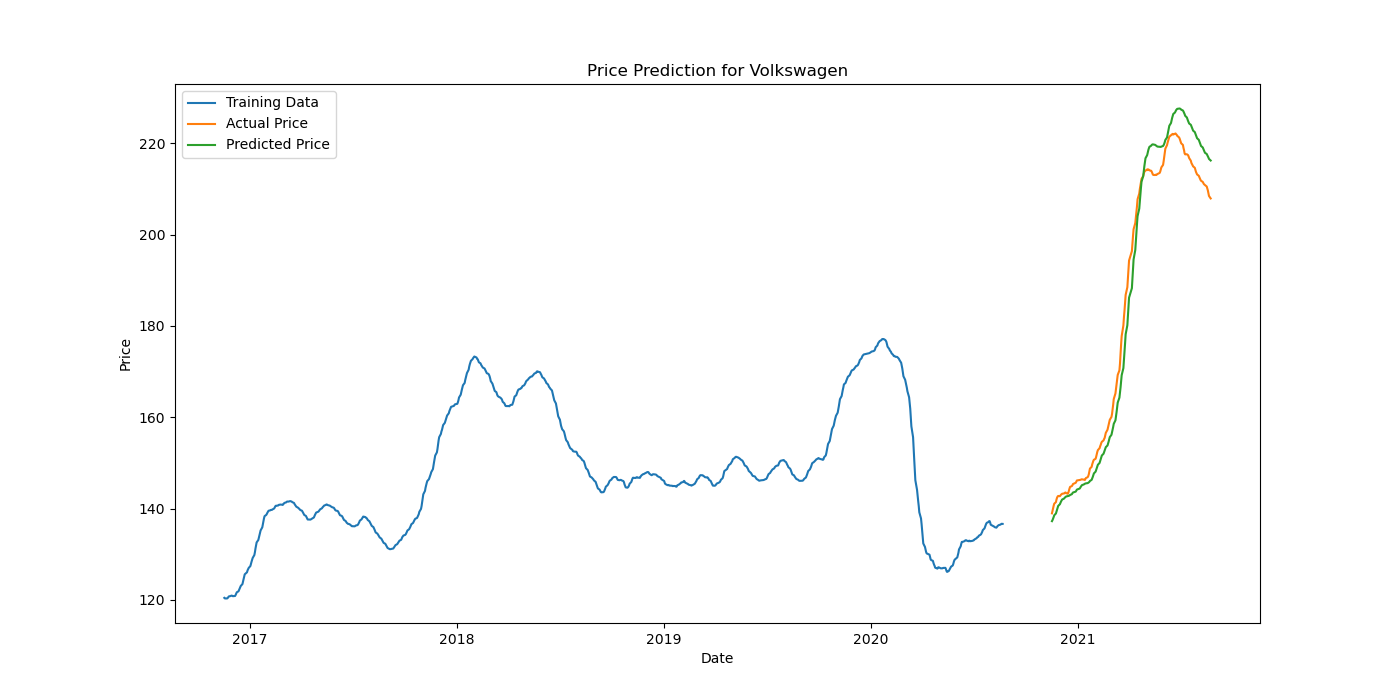 Price Prediction for Volkswagen
Training Data
Actual Price
Predicted Price
220
200
180
160
140
120
Price
2017
2018
2019
2020
2021
Date